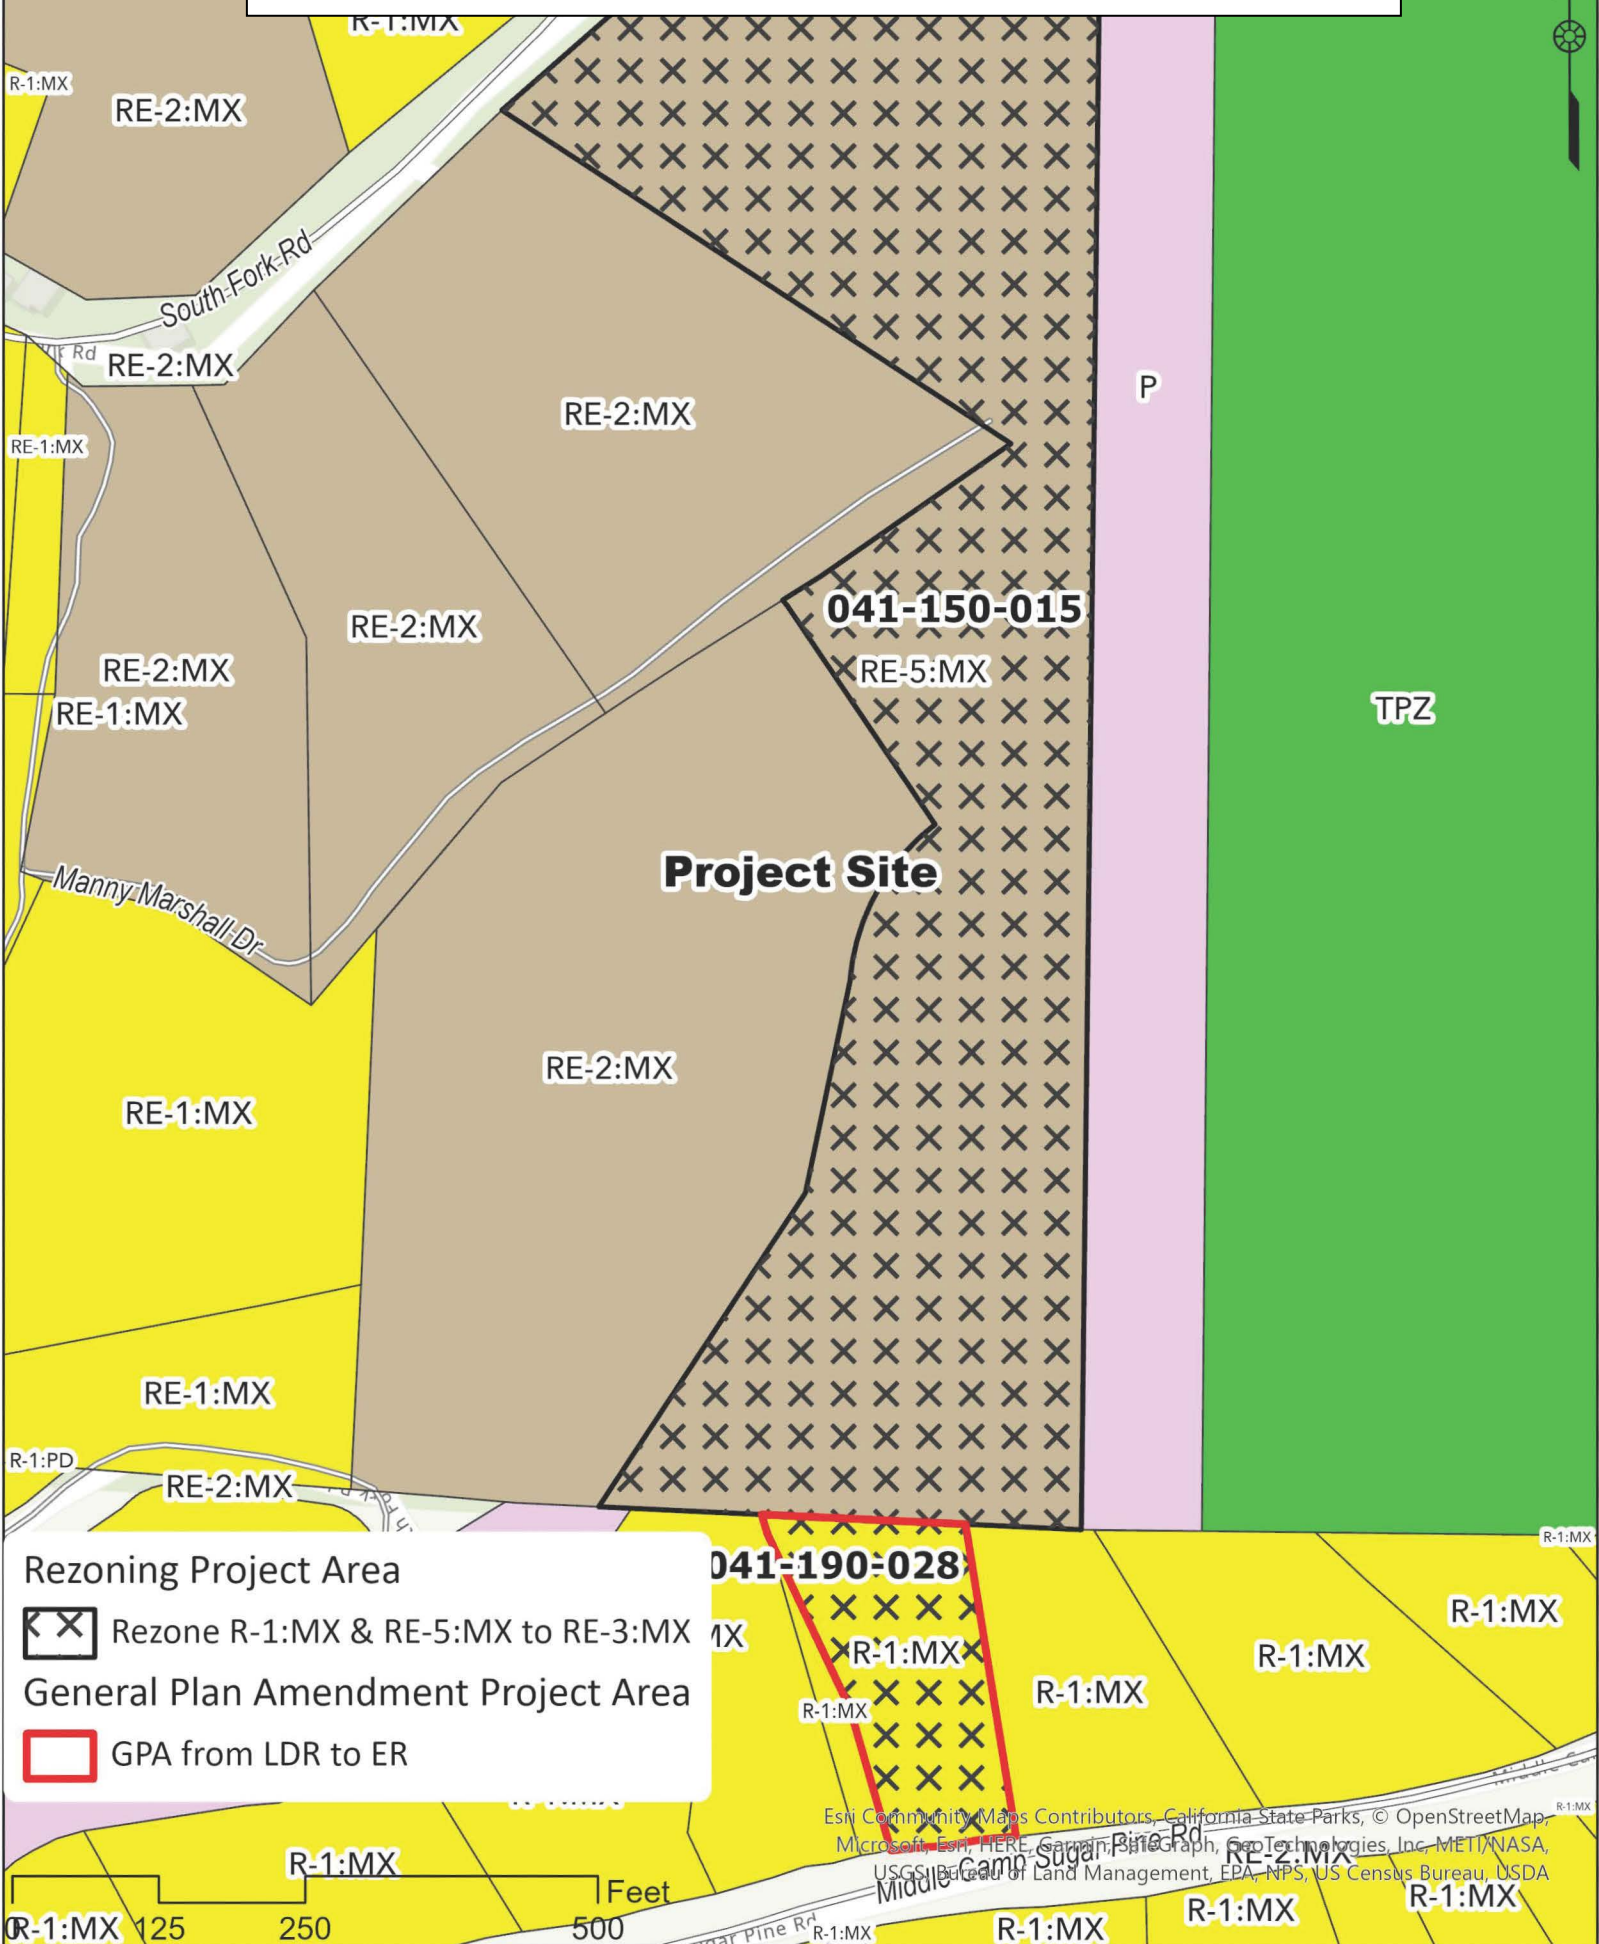 R-1:MX
R-1:MX
RE-2:MX
South Fork Rd
Rd
RE-2:MX
P
RE-2:MX
RE-1:MX
041-150-015
RE-2:MX
RE-2:MX
RE-5:MX
RE-1:MX
TPZ
Project Site
Manny Marshall Dr
RE-2:MX
RE-1:MX
RE-1:MX
R-1:PD
RE-2:MX
R-1:MX
041-190-028
Rezoning Project Area
Rezone R-1:MX & RE-5:MX to RE-3:MX
General Plan Amendment Project Area
GPA from LDR to ER
R-1:MX
R-1:MX
R-1:MX
R-1:MX
R-1:MX
R-1:MX
Esri Community Maps Contributors, California State Parks, © OpenStreetMap,
Microsoft, Esri, HERE, Garmin, SafeGraph, GeoTechnologies, Inc, METI/NASA,
USGS, Bureau of Land Management, EPA, NPS, US Census Bureau, USDA
Middle Camp Sugar Pine Rd
RE-2:MX
R-1:MX
R-1:MX
R-1:MX
Feet
0 125 250 500
R-1:MX
Pine Rd
R-1:MX
R-1:MX